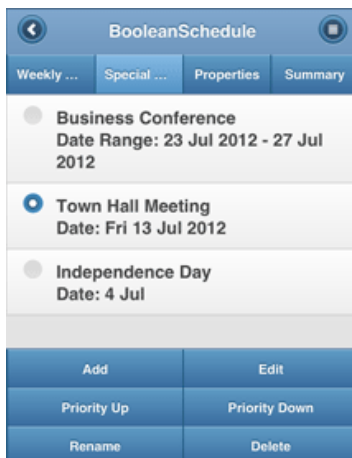 BooleanSchedule
Weekly ... Special ... Properties Summary
Business Conference
Date Range: 23 Jul 2012 - 27 Jul
2012
Town Hall Meeting
Date: Fri 13 Jul 2012
Independence Day
Date: 4 Jul
Add Edit
Priority Up Priority Down
Rename Delete